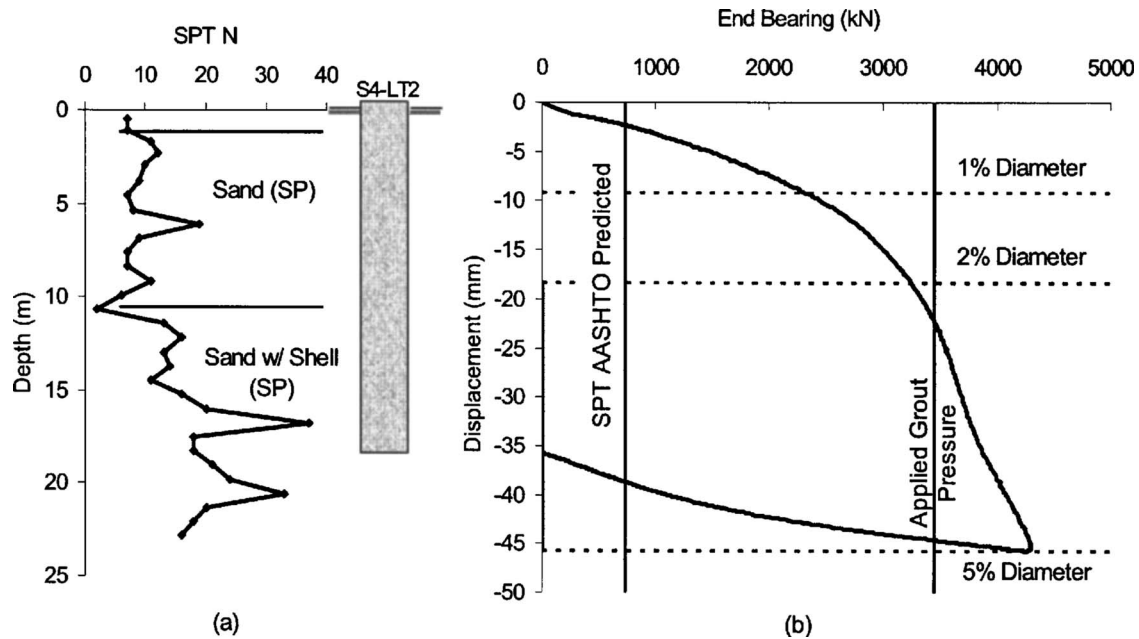 SPT N
0 10 20 30 40
S4-LT2
0
5
10
15
20
25
Depth (m)
Sand (SP)
Sand w/ Shell
(SP)
(a)
End Bearing (kN)
0 1000 2000 3000 4000 5000
0
-5
-10
-15
-20
-25
-30
-35
-40
-45
-50
Displacement (mm)
SPT AASHTO Predicted
Applied Grout
Pressure
1% Diameter
2% Diameter
5% Diameter
(b)